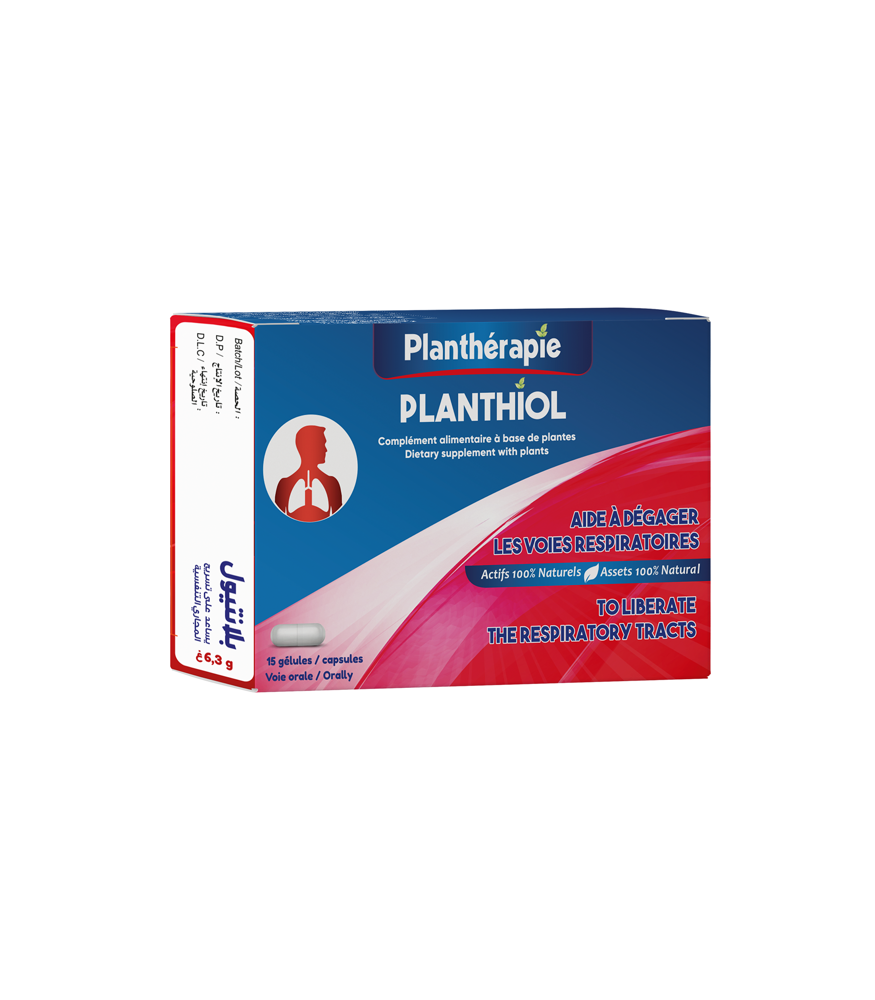 Planthérapie
PLANTHIOL
Complément alimentaire à base de plantes
Dietary supplement with plants
AIDE À DÉGAGER
LES VOIES RESPIRATOIRES
Actifs 100% Naturels Assets 100% Natural
TO LIBERATE
THE RESPIRATORY TRACTS
15 gélules / capsules
Voie orale / Orally
Batch/Lot / الحصة :
D.P / تاريخ الإنتاج :
D.L.C / تاريخ إنتهاء :
الصلوحية
بلانتيول
يساعد على تسريح
المجاري التنفسية
6,3 g غ